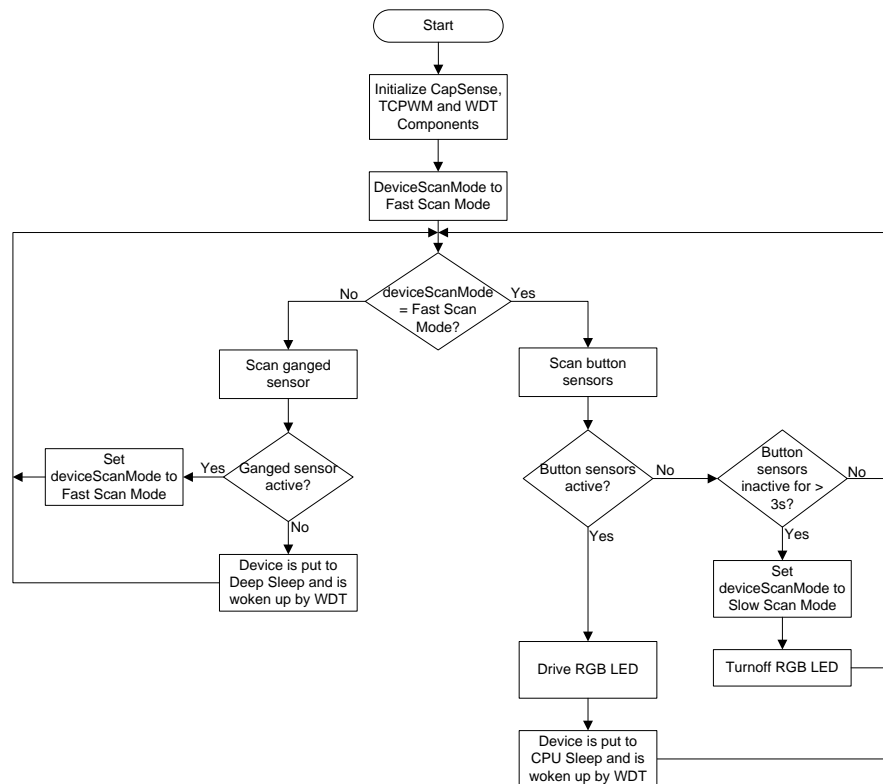 Start
Initialize CapSense,
TCPWM and WDT
Components
DeviceScanMode to
Fast Scan Mode
No
deviceScanMode
= Fast Scan
Mode?
Yes
Scan ganged
sensor
Scan button
sensors
Set
deviceScanMode to
Fast Scan Mode
Yes
Ganged sensor
active?
No
Device is put to
Deep Sleep and is
woken up by WDT
Button sensors
active?
No
Yes
Button
sensors
inactive for >
3s?
No
Yes
Set
deviceScanMode to
Slow Scan Mode
Drive RGB LED
Turnoff RGB LED
Device is put to
CPU Sleep and is
woken up by WDT